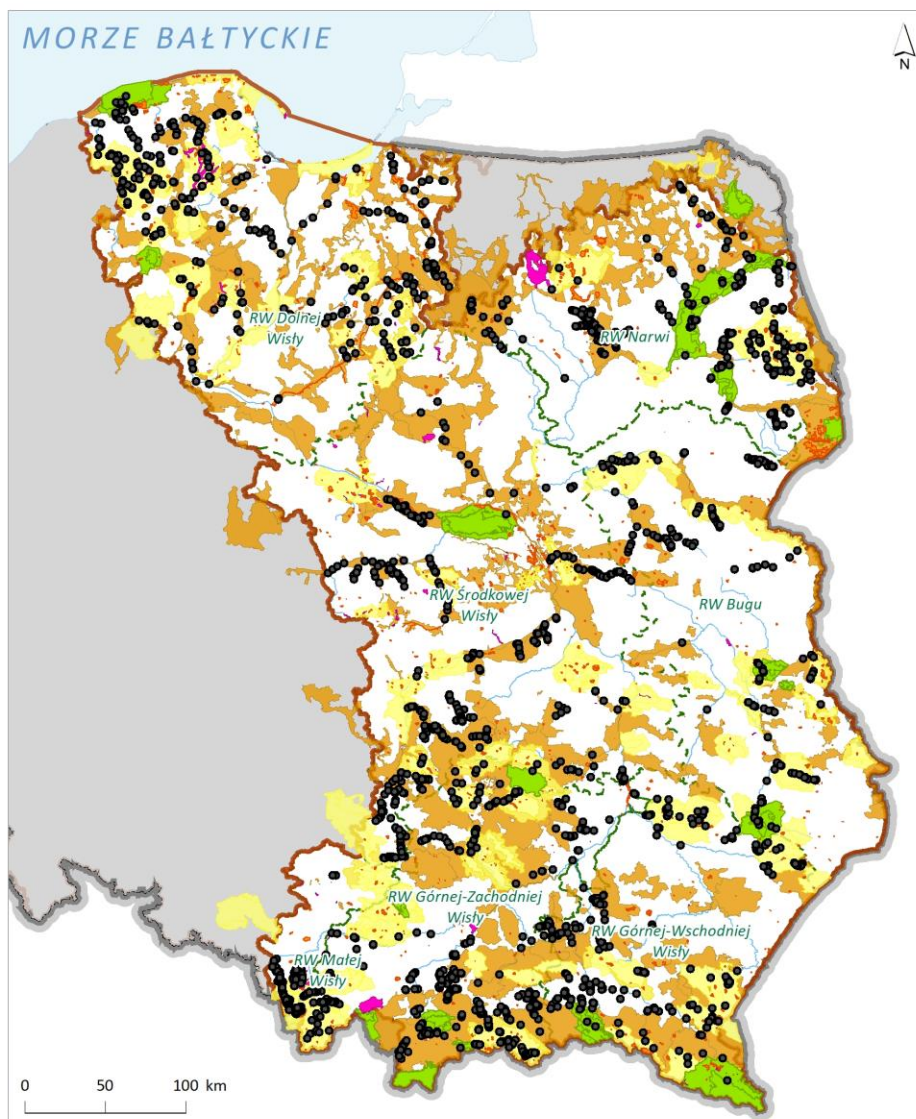 MORZE BAŁTYCKIE
N
RW Dolnej
Wisły
RW Narwi
RW Środkowej
Wisły
RW Bugu
RW Górnej-Zachodniej
Wisły
RW Górnej-Wschodniej
Wisły
RW Małej
Wisły
0 50 100 km